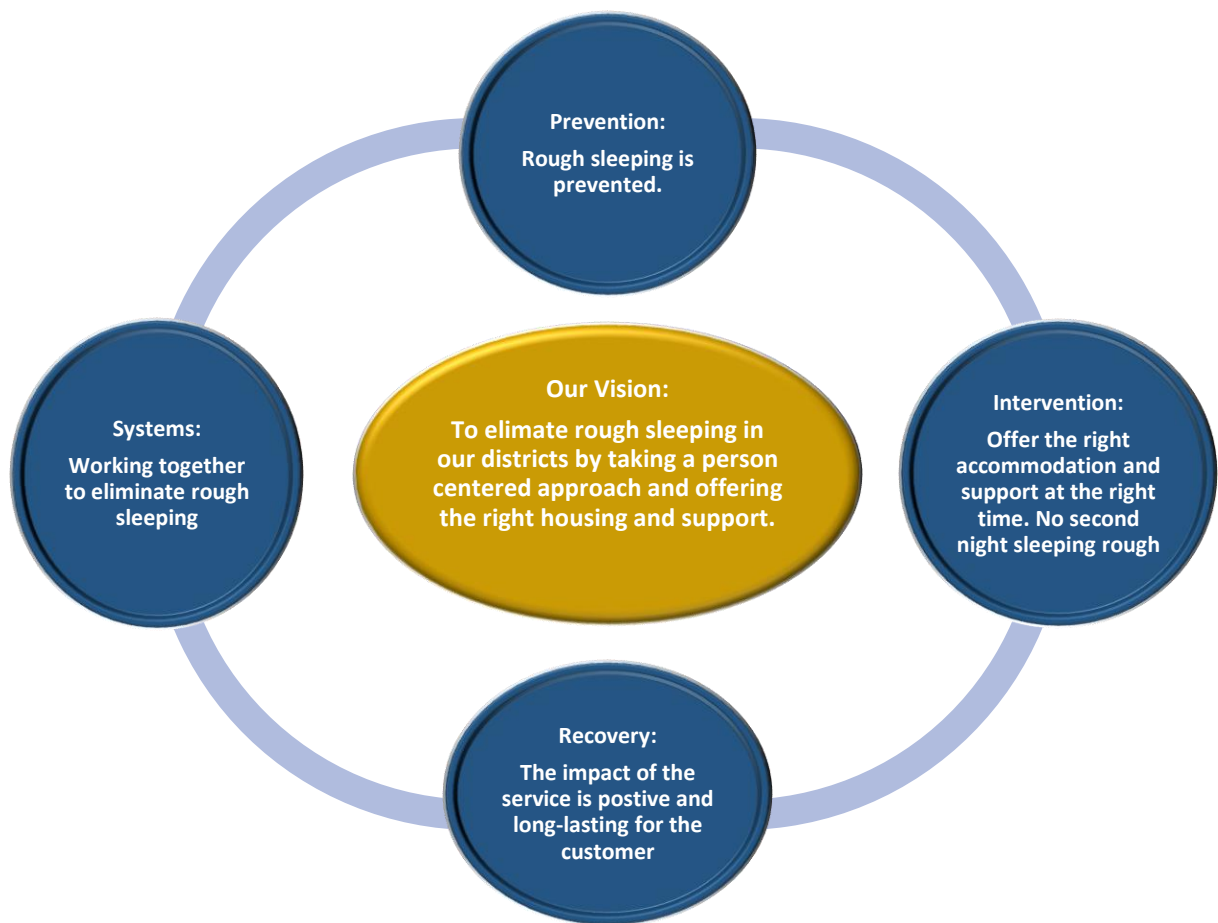 Prevention:
Rough sleeping is
prevented.
Our Vision:
To elimate rough sleeping in
our districts by taking a person
centered approach and offering
the right housing and support.
Intervention:
Offer the right
accommodation and
support at the right
time. No second
night sleeping rough
Recovery:
The impact of the
service is postive and
long-lasting for the
customer
Systems:
Working together
to eliminate rough
sleeping